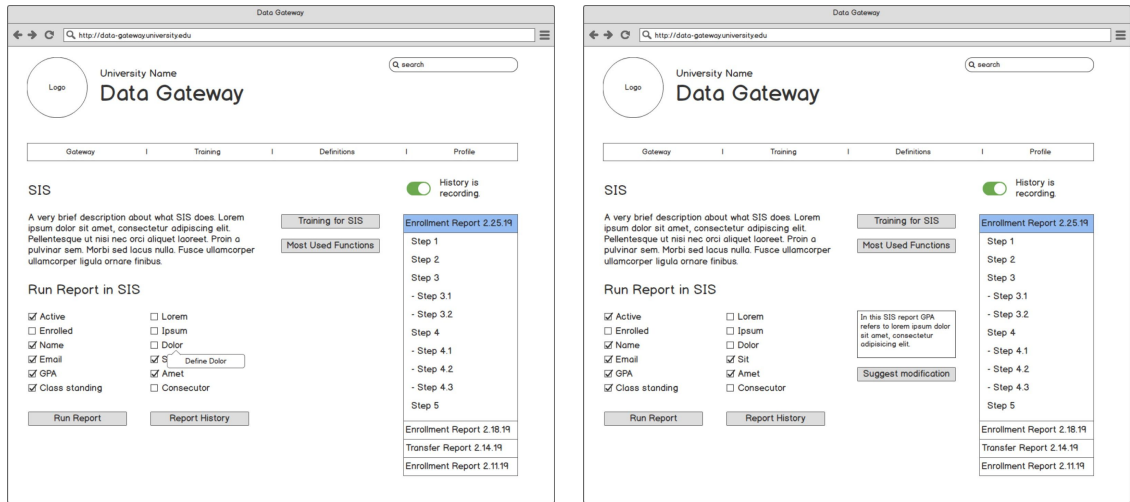 Data Gateway
http://data-gateway.university.edu
Logo
University Name
Data Gateway
search
Gateway | Training | Definitions | Profile
SIS
A very brief description about what SIS does. Lorem
ipsum dolor sit amet, consectetur adipiscing elit.
Pellentesque ut nisi nec orci aliquet laoreet. Proin a
pulvinar sem. Morbi sed lacus nulla. Fusce ullamcorper
ullamcorper ligula ornare finibus.
Training for SIS
Most Used Functions
Run Report in SIS
Active
Enrolled
Name
Email
GPA
Class standing
Lorem
Ipsum
Dolor
S
Define Dolor
Amet
Consecutor
Run Report
Report History
History is
recording.
Enrollment Report 2.25.19
Step 1
Step 2
Step 3
- Step 3.1
- Step 3.2
Step 4
- Step 4.1
- Step 4.2
- Step 4.3
Step 5
Enrollment Report 2.18.19
Transfer Report 2.14.19
Enrollment Report 2.11.19
Data Gateway
http://data-gateway.university.edu
Logo
University Name
Data Gateway
search
Gateway | Training | Definitions | Profile
SIS
A very brief description about what SIS does. Lorem
ipsum dolor sit amet, consectetur adipiscing elit.
Pellentesque ut nisi nec orci aliquet laoreet. Proin a
pulvinar sem. Morbi sed lacus nulla. Fusce ullamcorper
ullamcorper ligula ornare finibus.
Training for SIS
Most Used Functions
Run Report in SIS
Active
Enrolled
Name
Email
GPA
Class standing
Lorem
Ipsum
Dolor
Sit
Amet
Consecutor
In this SIS report GPA
refers to lorem ipsum dolor
sit amet, consectetur
adipisicing elit.
Suggest modification
Run Report
Report History
History is
recording.
Enrollment Report 2.25.19
Step 1
Step 2
Step 3
- Step 3.1
- Step 3.2
Step 4
- Step 4.1
- Step 4.2
- Step 4.3
Step 5
Enrollment Report 2.18.19
Transfer Report 2.14.19
Enrollment Report 2.11.19